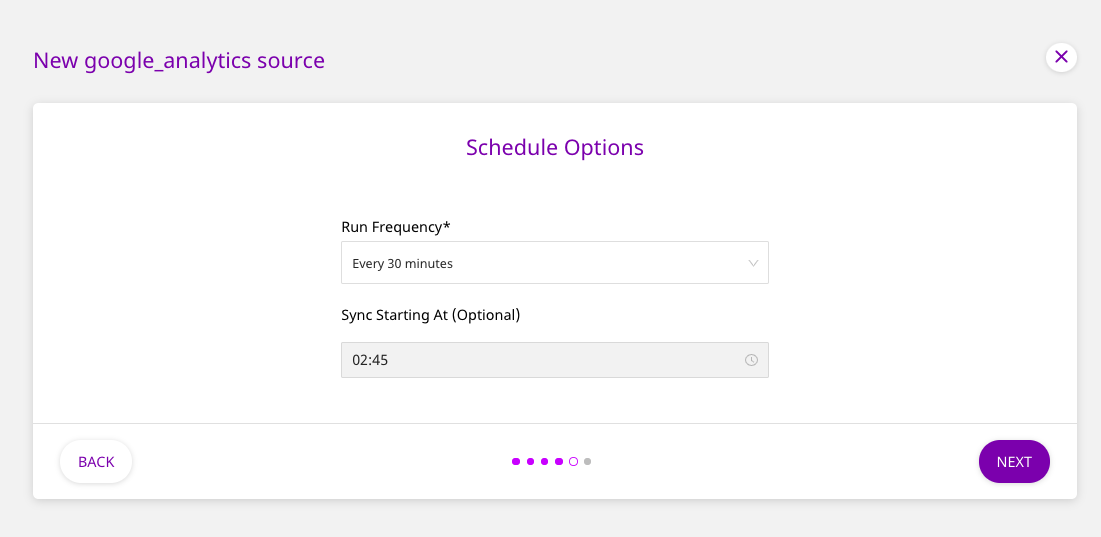 New google_analytics source
Schedule Options
Run Frequency*
Every 30 minutes
Sync Starting At (Optional)
02:45
BACK
NEXT